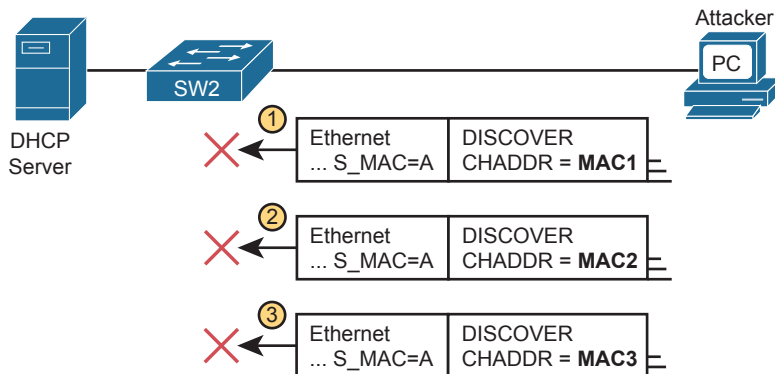 Attacker
PC
SW2
DHCP
Server
1
Ethernet
... S_MAC=A
DISCOVER
CHADDR = MAC1
2
Ethernet
... S_MAC=A
DISCOVER
CHADDR = MAC2
3
Ethernet
... S_MAC=A
DISCOVER
CHADDR = MAC3